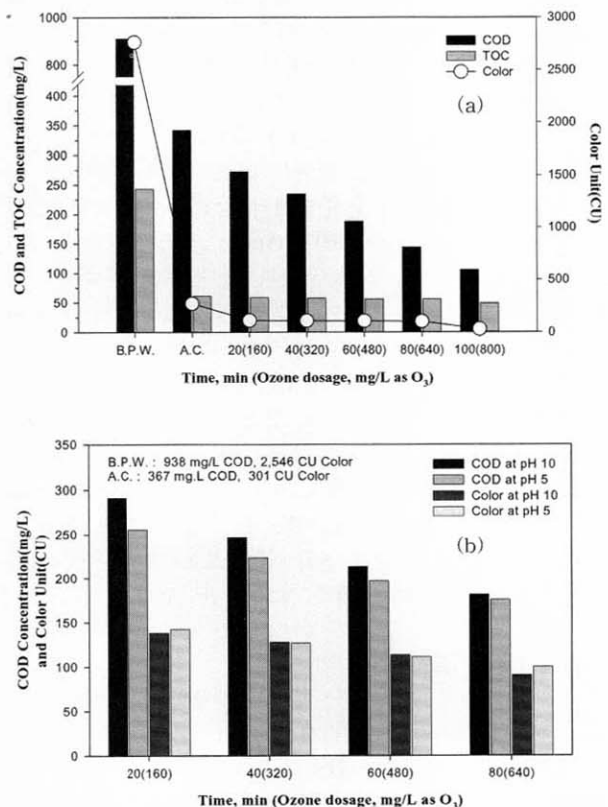 1000
800
400
350
300
250
200
150
100
50
0
COD and TOC Concentration(mg/L)
COD
TOC
Color
(a)
3000
2500
2000
1500
1000
500
0
Color Unit(CU)
B.P.W. A.C. 20(160) 40(320) 60(480) 80(640) 100(800)
Time, min (Ozone dosage, mg/L as O3)
350
300
250
200
150
100
50
0
COD Concentration(mg/L)
and Color Unit(CU)
B.P.W. : 938 mg/L COD, 2,546 CU Color
A.C. : 367 mg.L COD, 301 CU Color
COD at pH 10
COD at pH 5
Color at pH 10
Color at pH 5
(b)
20(160) 40(320) 60(480) 80(640)
Time, min (Ozone dosage, mg/L as O3)